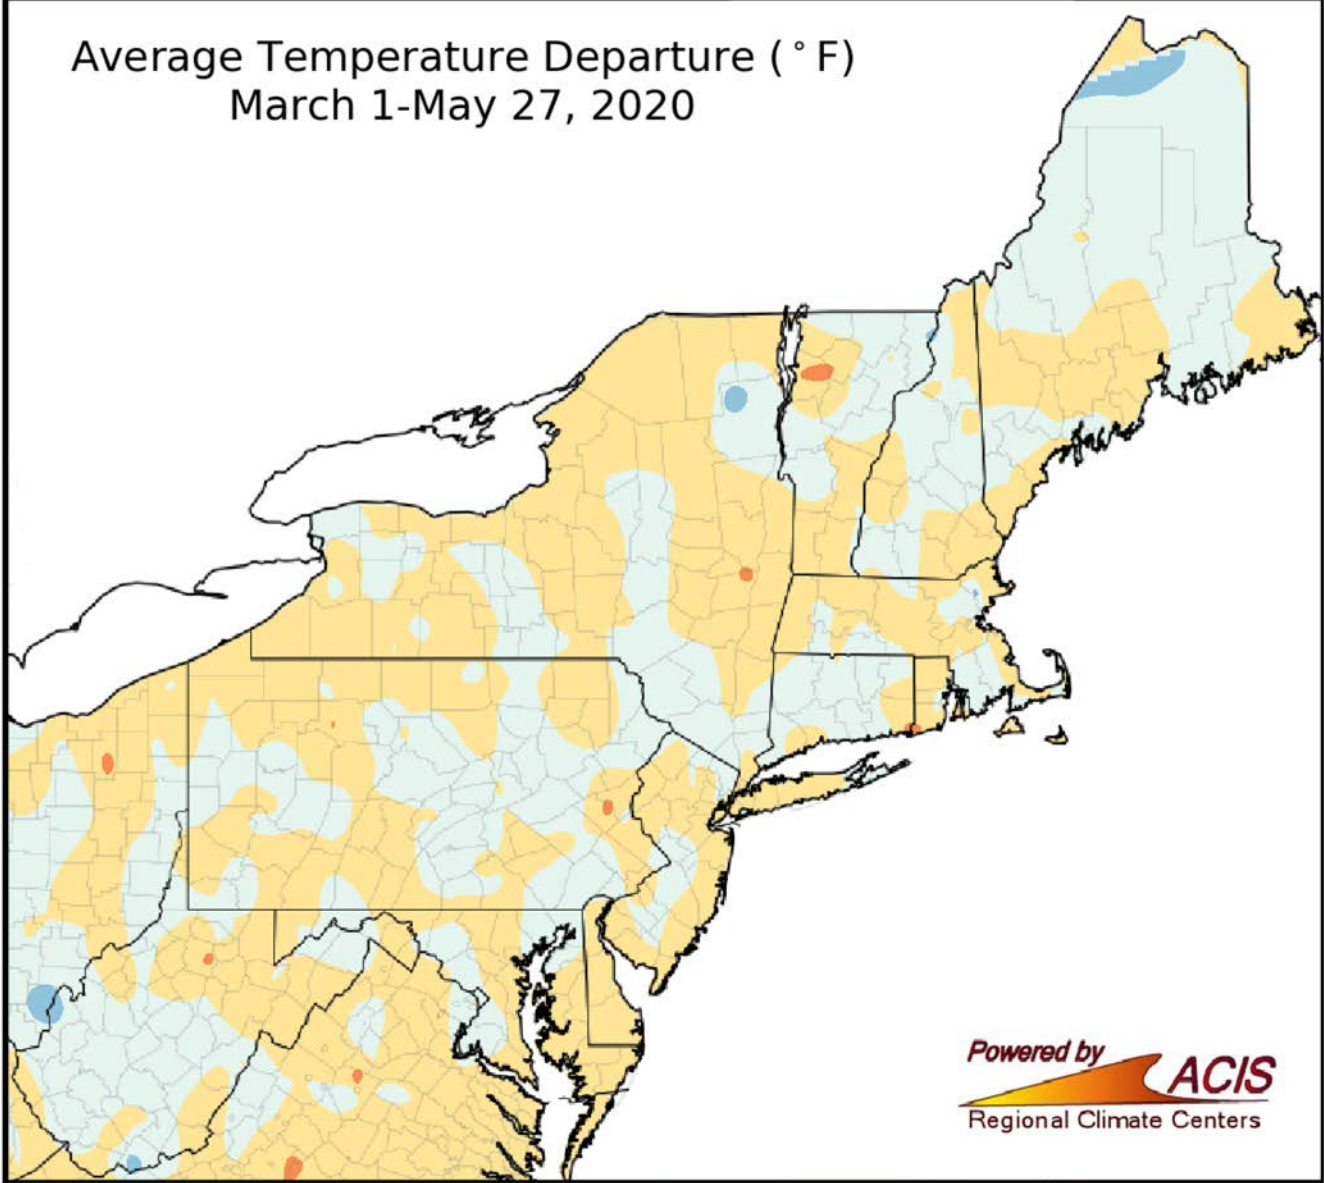 Average Temperature Departure (°F)
March 1-May 27, 2020
Powered by
ACIS
Regional Climate Centers